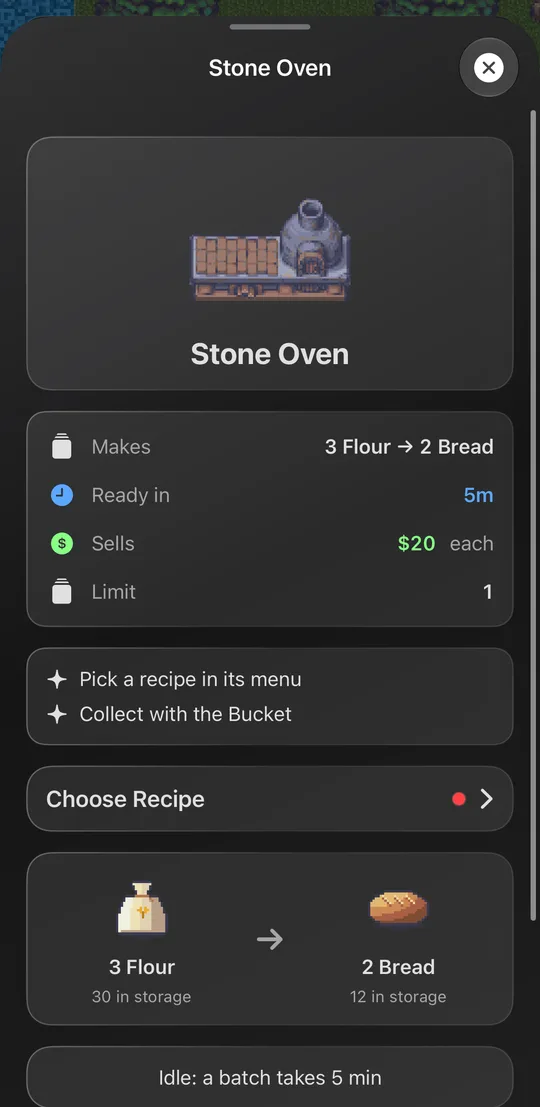 Stone Oven
Stone Oven
Makes 3 Flour → 2 Bread
Ready in 5m
$ Sells $20 each
Limit 1
Pick a recipe in its menu
Collect with the Bucket
Choose Recipe
3 Flour → 2 Bread
30 in storage 12 in storage
Idle: a batch takes 5 min